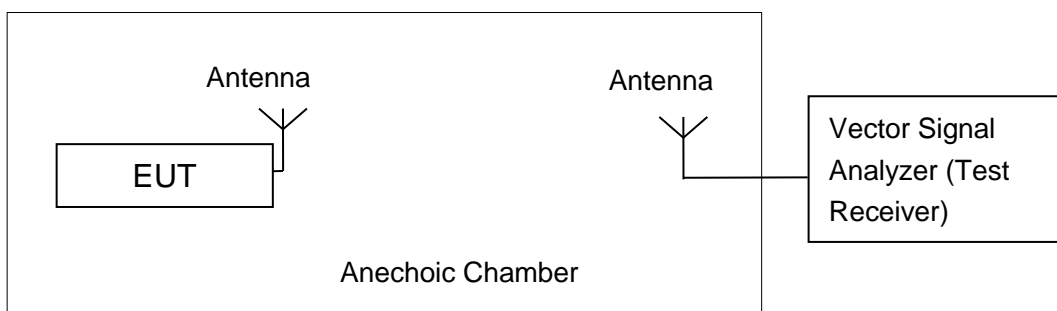 Antenna
Antenna
EUT
Vector Signal
Analyzer (Test
Receiver)
Anechoic Chamber